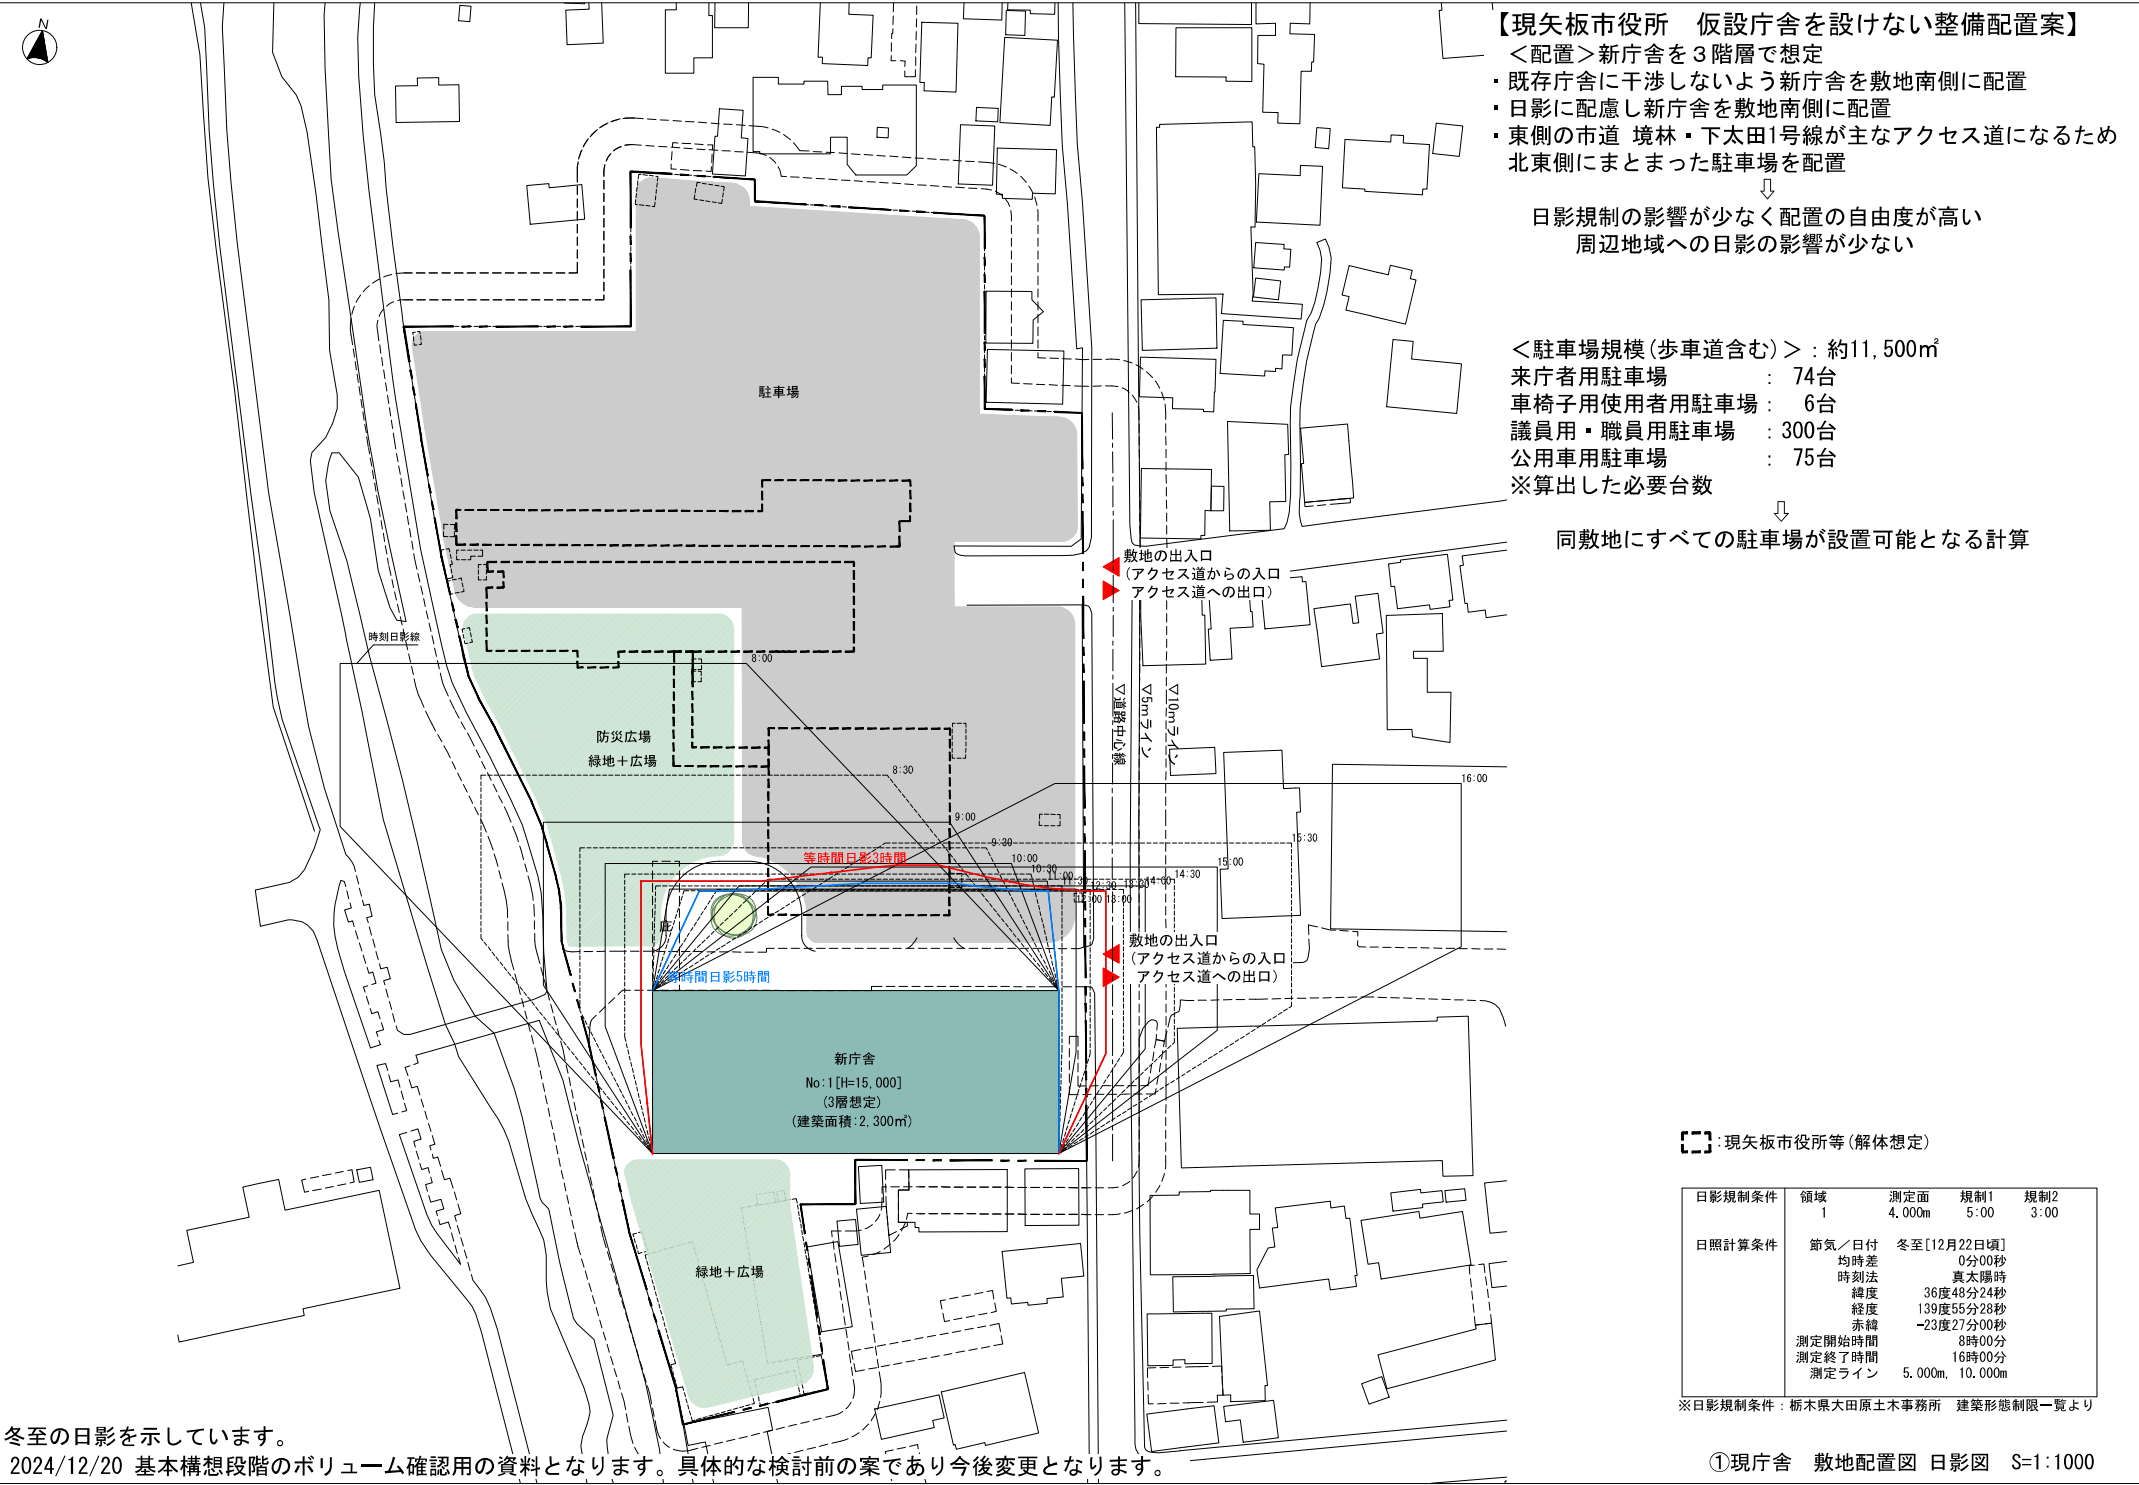 N
【現矢板市役所　仮設庁舎を設けない整備配置案】
＜配置＞新庁舎を３階層で想定
・既存庁舎に干渉しないよう新庁舎を敷地南側に配置
・日影に配慮し新庁舎を敷地南側に配置
・東側の市道 境林・下太田1号線が主なアクセス道になるため
北東側にまとまった駐車場を配置
⇩
日影規制の影響が少なく配置の自由度が高い
周辺地域への日影の影響が少ない
＜駐車場規模(歩車道含む)＞：約11,500㎡
来庁者用駐車場　：　74台
車椅子用使用者用駐車場：　6台
議員用・職員用駐車場　：300台
公用車用駐車場　：　75台
※算出した必要台数
⇩
同敷地にすべての駐車場が設置可能となる計算
駐車場
敷地の出入口
(アクセス道からの入口
アクセス道への出口)
時刻日影線
8:00
▽道路中心線
▽5mライン
▽10mライン
防災広場
緑地＋広場
8:30
16:00
9:00
9:30
15:30
等時間日影3時間
10:00
15:00
10:30
11:00
14:30
11:30
12:30
13:30
14:00
12:00
13:00
敷地の出入口
(アクセス道からの入口
アクセス道への出口)
等時間日影5時間
新庁舎
No:1[H=15,000]
(3層想定)
(建築面積:2,300㎡)
緑地＋広場
:現矢板市役所等(解体想定)
日影規制条件　領域　測定面　規制1　規制2
1　4.000m　5:00　3:00
日照計算条件　節気／日付　冬至[12月22日頃]
均時差　0分00秒
時刻法　真太陽時
緯度　36度48分24秒
経度　139度55分28秒
赤緯　-23度27分00秒
測定開始時間　8時00分
測定終了時間　16時00分
測定ライン　5.000m, 10.000m
※日影規制条件：栃木県大田原土木事務所　建築形態制限一覧より
冬至の日影を示しています。
2024/12/20 基本構想段階のボリューム確認用の資料となります。具体的な検討前の案であり今後変更となります。
①現庁舎　敷地配置図 日影図　S=1:1000